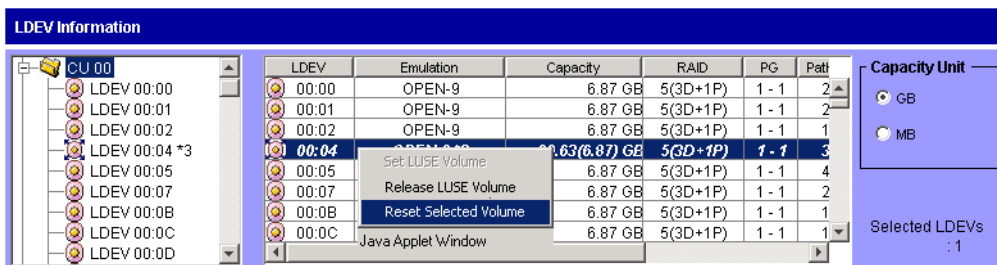 LDEV Information
CU 00
LDEV 00:00
LDEV 00:01
LDEV 00:02
LDEV 00:04 *3
LDEV 00:05
LDEV 00:07
LDEV 00:0B
LDEV 00:0C
LDEV 00:0D
LDEV Emulation Capacity RAID PG Path
00:00 OPEN-9 6.87 GB 5(3D+1P) 1 - 1 2
00:01 OPEN-9 6.87 GB 5(3D+1P) 1 - 1 2
00:02 OPEN-9 6.87 GB 5(3D+1P) 1 - 1 1
00:04 .63(6.87) GB 5(3D+1P) 1 - 1 3
00:05 6.87 GB 5(3D+1P) 1 - 1 4
00:07 6.87 GB 5(3D+1P) 1 - 1 2
00:0B 6.87 GB 5(3D+1P) 1 - 1 1
00:0C 6.87 GB 5(3D+1P) 1 - 1 1
Set LUSE Volume
Release LUSE Volume
Reset Selected Volume
Java Applet Window
Capacity Unit
GB
MB
Selected LDEVs
: 1